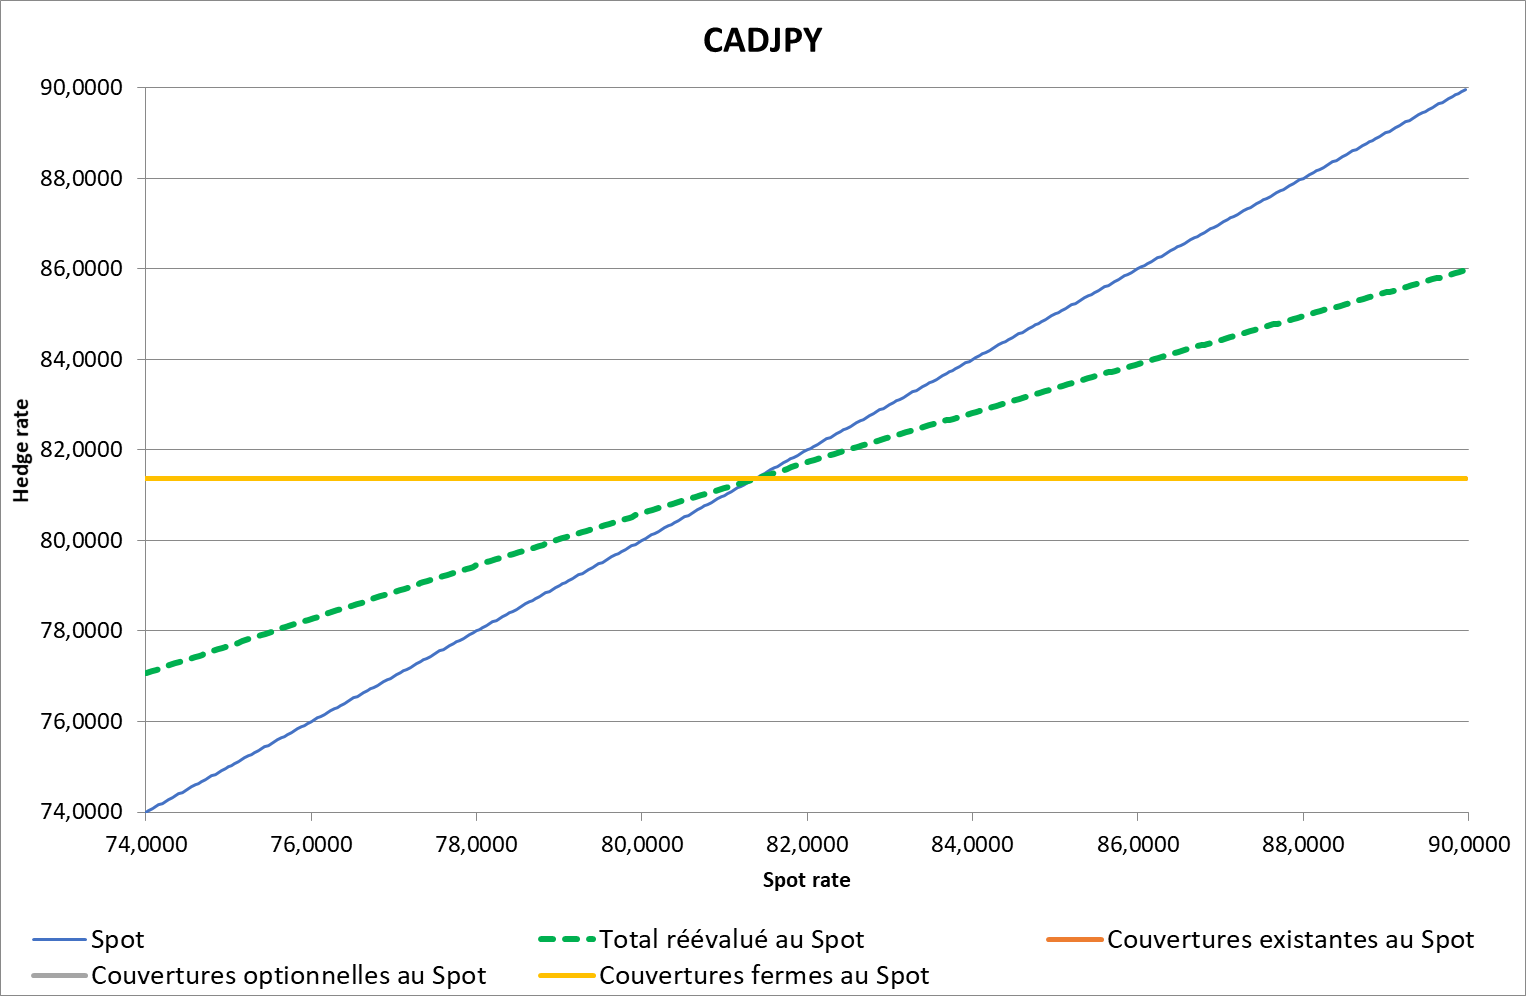 CADJPY
90,0000
88,0000
86,0000
84,0000
82,0000
80,0000
78,0000
76,0000
74,0000
Hedge rate
74,0000 76,0000 78,0000 80,0000 82,0000 84,0000 86,0000 88,0000 90,0000
Spot rate
Spot Total réévalué au Spot Couvertures existantes au Spot
Couvertures optionnelles au Spot Couvertures fermes au Spot